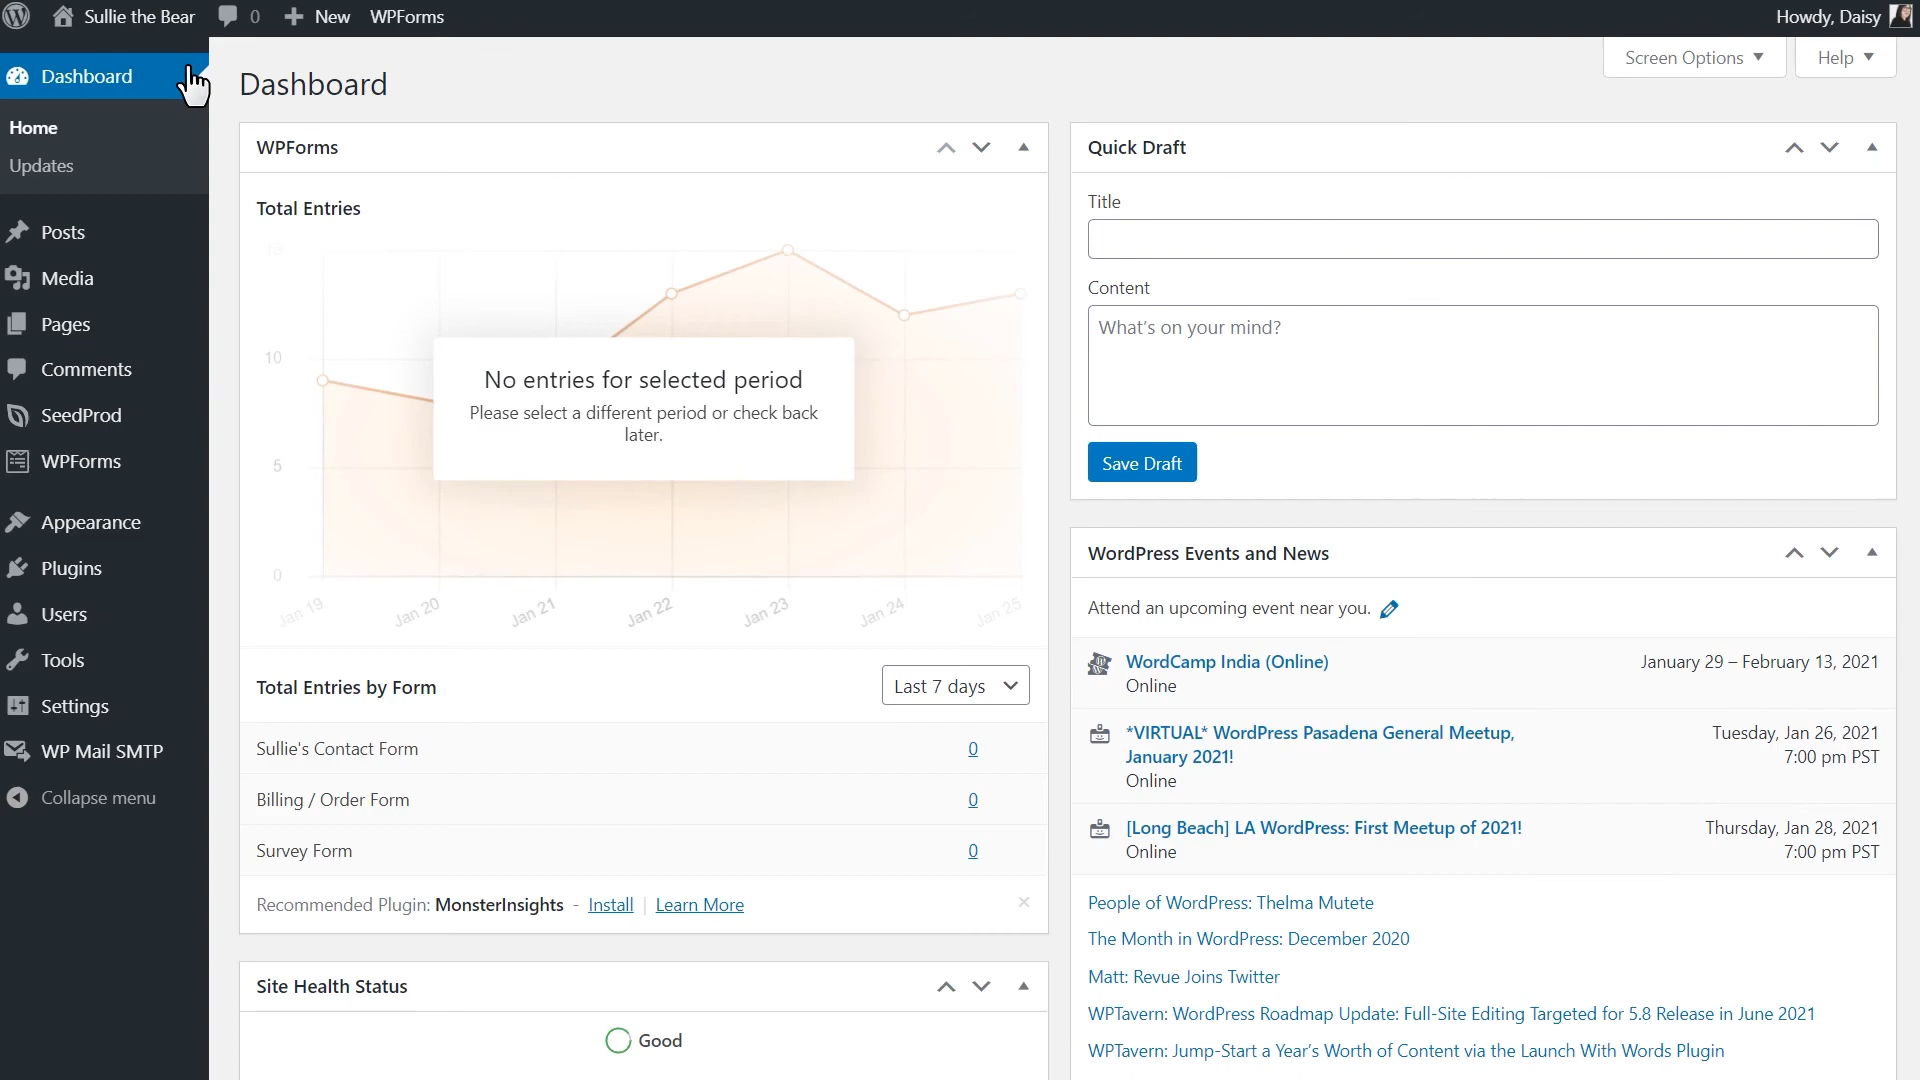 Sullie the Bear
0
New
WPForms
Howdy, Daisy
Dashboard
Home
Updates
Posts
Media
Pages
Comments
SeedProd
WPForms
Appearance
Plugins
Users
Tools
Settings
WP Mail SMTP
Collapse menu
Screen Options
Help
Dashboard
WPForms
Total Entries
15
10
5
0
No entries for selected period
Please select a different period or check back
later.
Jan 19
Jan 20
Jan 21
Jan 22
Jan 23
Jan 24
Jan 25
Total Entries by Form
Last 7 days
Sullie's Contact Form
0
Billing / Order Form
0
Survey Form
0
Recommended Plugin: MonsterInsights - Install | Learn More
Site Health Status
Good
Quick Draft
Title
Content
What's on your mind?
Save Draft
WordPress Events and News
Attend an upcoming event near you.
WordCamp India (Online)
January 29 – February 13, 2021
Online
*VIRTUAL* WordPress Pasadena General Meetup,
Tuesday, Jan 26, 2021
January 2021!
7:00 pm PST
Online
[Long Beach] LA WordPress: First Meetup of 2021!
Thursday, Jan 28, 2021
Online
7:00 pm PST
People of WordPress: Thelma Mutete
The Month in WordPress: December 2020
Matt: Revue Joins Twitter
WPTavern: WordPress Roadmap Update: Full-Site Editing Targeted for 5.8 Release in June 2021
WPTavern: Jump-Start a Year's Worth of Content via the Launch With Words Plugin